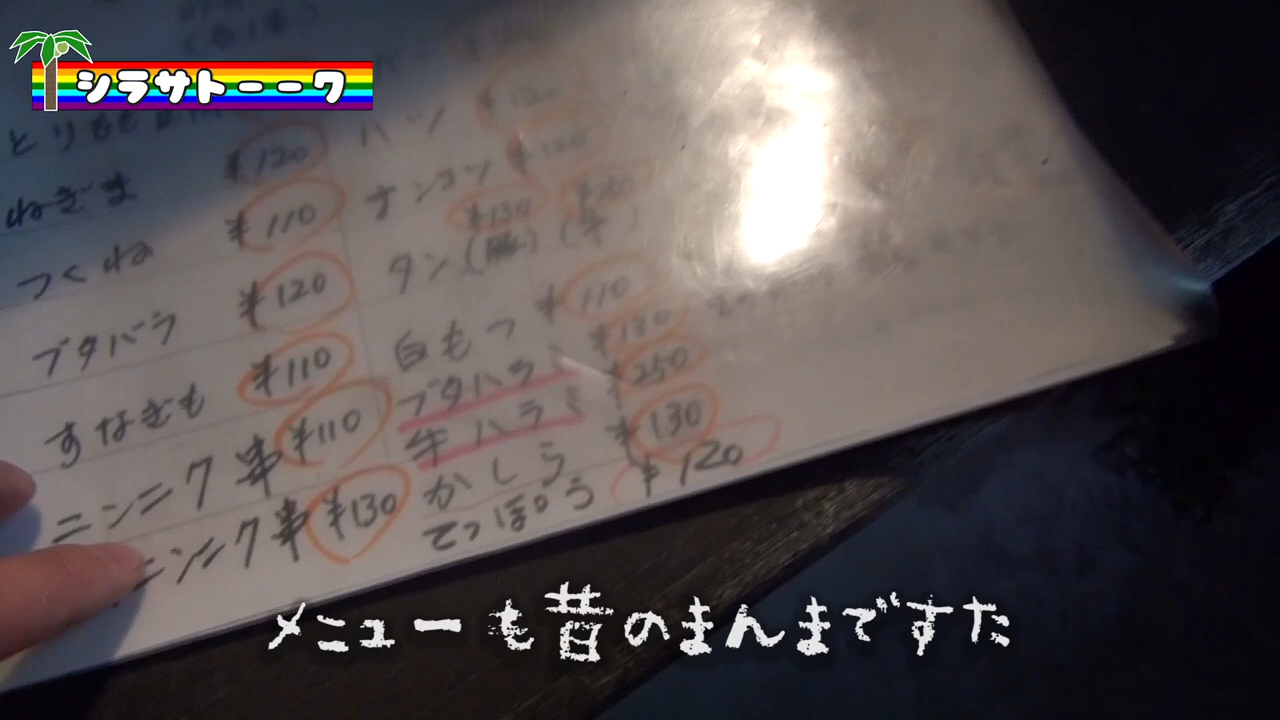 シラサトーーク
とりもも
ねぎま ¥120
つくね ¥110
ブタバラ ¥120
すなぎも ¥110
ニンニク串 ¥110
ニンニク串 ¥130
ハツ ¥120
ナンコツ ¥120
¥130
タン(豚)(牛)
白もつ ¥110
ブタハラミ ¥130
牛ハラミ ¥250
かしら ¥130
てっぽう ¥120
メニューも昔のまんまですた